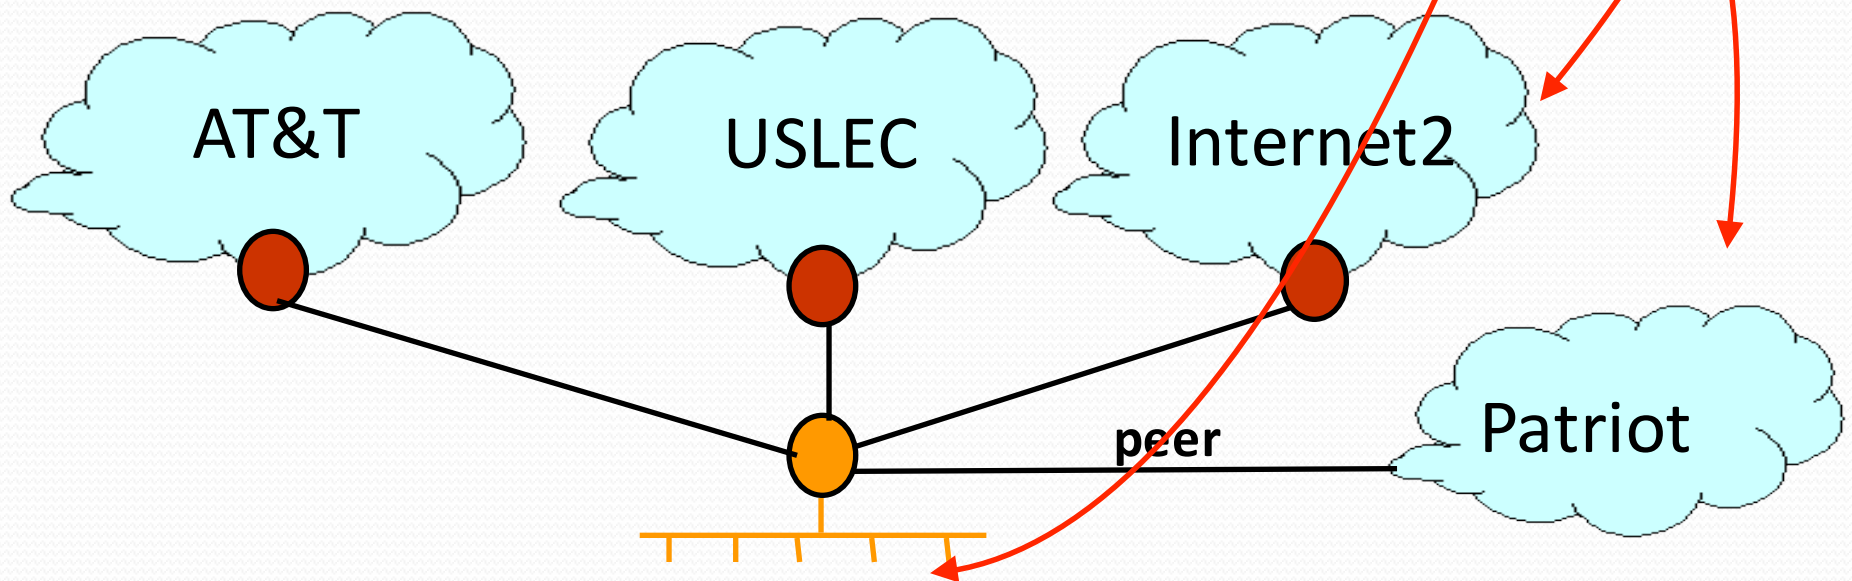 AT&T
USLEC
Internet2
peer
Patriot